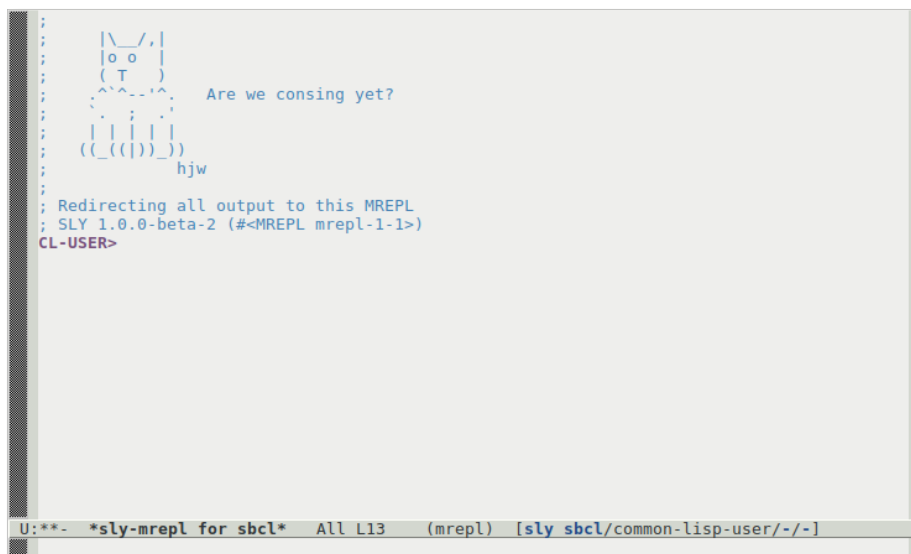 ;
;     |\__/,|
;     |o o  |
;     ( T   )
;    .^`^--'^.   Are we consing yet?
;    `.  ;  .'
;    | | | | |
;   ((_((|))_))
;             hjw
;
; Redirecting all output to this MREPL
; SLY 1.0.0-beta-2 (#<MREPL mrepl-1-1>)
CL-USER>
U:**-  *sly-mrepl for sbcl*   All L13    (mrepl)  [sly sbcl/common-lisp-user/-/-]